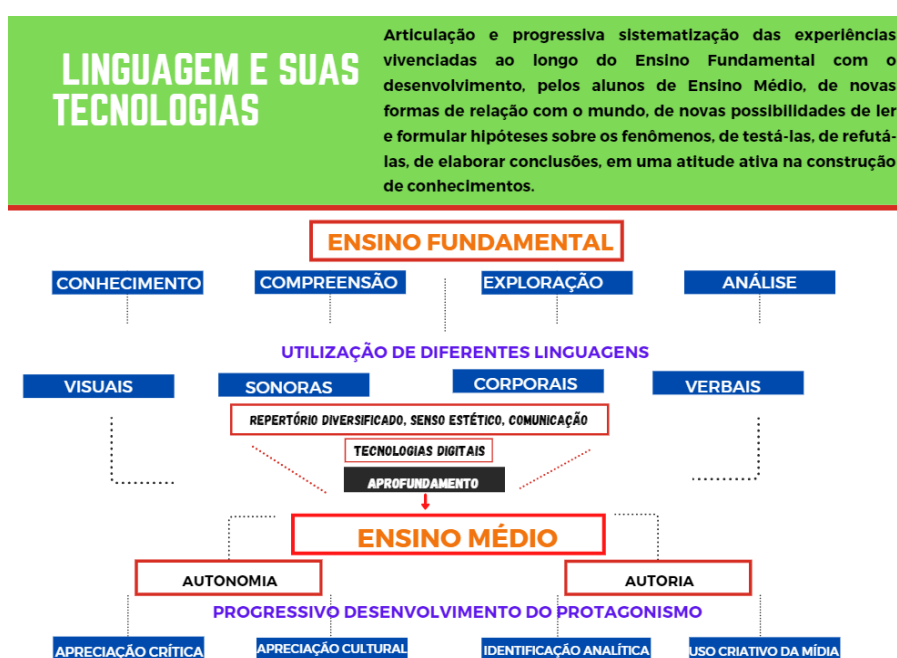 LINGUAGEM E SUAS
TECNOLOGIAS
Articulação e progressiva sistematização das experiências
vivenciadas ao longo do Ensino Fundamental com o
desenvolvimento, pelos alunos de Ensino Médio, de novas
formas de relação com o mundo, de novas possibilidades de ler
e formular hipóteses sobre os fenômenos, de testá-las, de refutá-
las, de elaborar conclusões, em uma atitude ativa na construção
de conhecimentos.
ENSINO FUNDAMENTAL
CONHECIMENTO COMPREENSÃO EXPLORAÇÃO ANÁLISE
UTILIZAÇÃO DE DIFERENTES LINGUAGENS
VISUAIS SONORAS CORPORAIS VERBAIS
REPERTÓRIO DIVERSIFICADO, SENSO ESTÉTICO, COMUNICAÇÃO
TECNOLOGIAS DIGITAIS
APROFUNDAMENTO
ENSINO MÉDIO
AUTONOMIA AUTORIA
PROGRESSIVO DESENVOLVIMENTO DO PROTAGONISMO
APRECIAÇÃO CRÍTICA APRECIAÇÃO CULTURAL IDENTIFICAÇÃO ANALÍTICA USO CRIATIVO DA MÍDIA